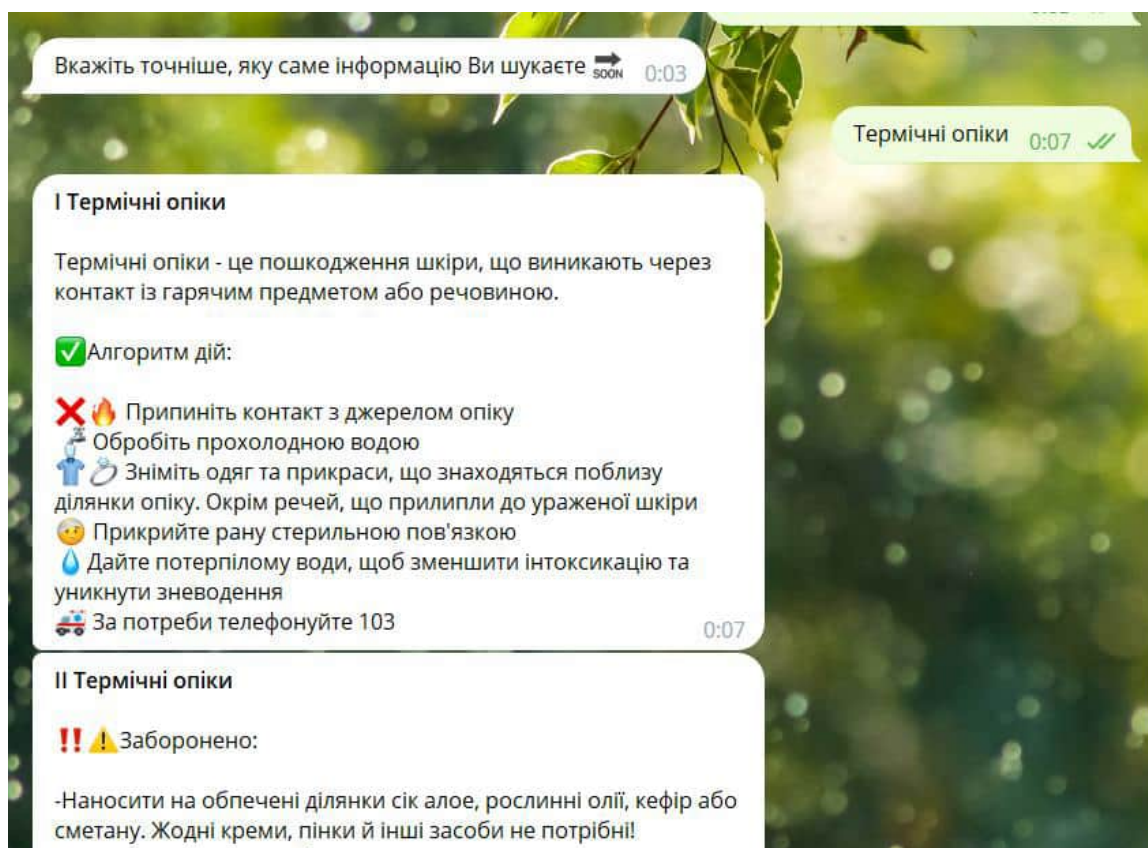 Вкажіть точніше, яку саме інформацію Ви шукаєте SOON 0:03
Термічні опіки 0:07
І Термічні опіки
Термічні опіки - це пошкодження шкіри, що виникають через
контакт із гарячим предметом або речовиною.
✅Алгоритм дій:
❌🔥 Припиніть контакт з джерелом опіку
🚰Обробіть прохолодною водою
👕💍 Зніміть одяг та прикраси, що знаходяться поблизу
ділянки опіку. Окрім речей, що прилипли до ураженої шкіри
🤕 Прикрийте рану стерильною пов'язкою
💧Дайте потерпілому води, щоб зменшити інтоксикацію та
уникнути зневоднення
🚑 За потреби телефонуйте 103
0:07
ІІ Термічні опіки
‼️⚠️Заборонено:
-Наносити на обпечені ділянки сік алое, рослинні олії, кефір або
сметану. Жодні креми, пінки й інші засоби не потрібні!